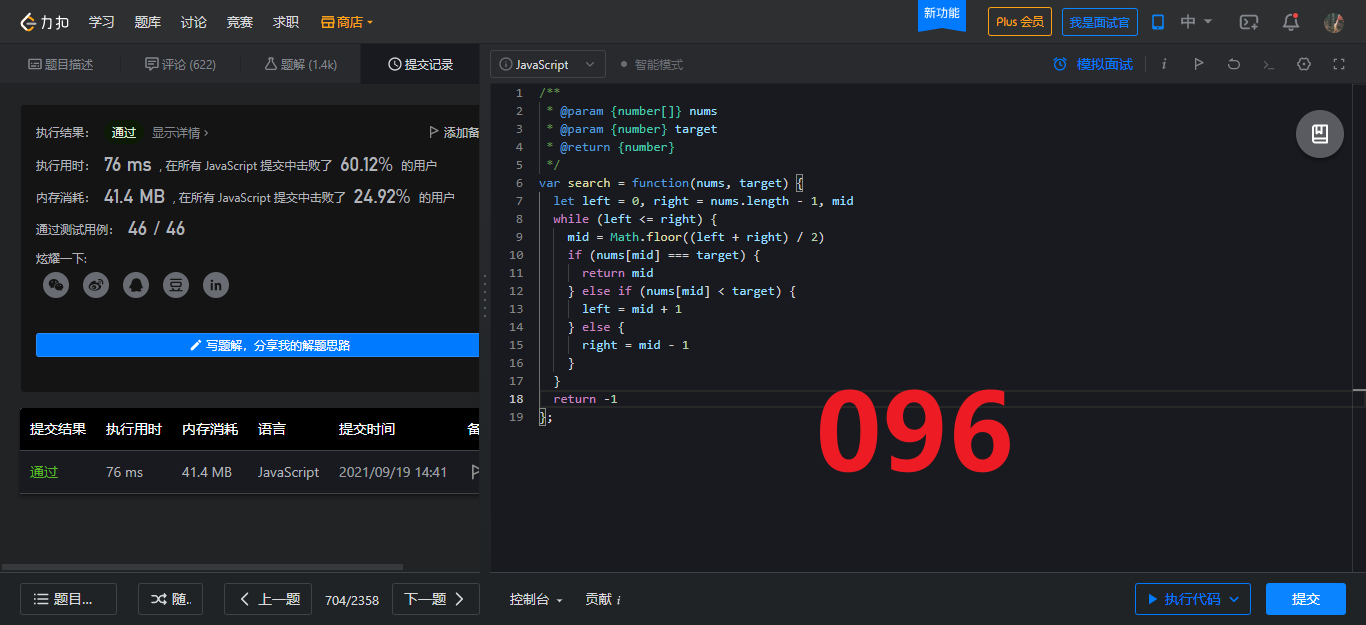 力扣 学习 题库 讨论 竞赛 求职 商店 新功能 Plus 会员 我是面试官 中
题目描述 评论 (622) 题解 (1.4k) 提交记录
i JavaScript 智能模式 模拟面试 i
执行结果: 通过 显示详情 添加备
执行用时: 76 ms , 在所有 JavaScript 提交中击败了 60.12% 的用户
内存消耗: 41.4 MB , 在所有 JavaScript 提交中击败了 24.92% 的用户
通过测试用例: 46 / 46
炫耀一下:
豆 in
写题解, 分享我的解题思路
提交结果 执行用时 内存消耗 语言 提交时间 备
通过 76 ms 41.4 MB JavaScript 2021/09/19 14:41
1 /**
2 * @param {number[]} nums
3 * @param {number} target
4 * @return {number}
5 */
6 var search = function(nums, target) {
7 let left = 0, right = nums.length - 1, mid
8 while (left <= right) {
9 mid = Math.floor((left + right) / 2)
10 if (nums[mid] === target) {
11 return mid
12 } else if (nums[mid] < target) {
13 left = mid + 1
14 } else {
15 right = mid - 1
16 }
17 }
18 return -1
19 };
096
题目... 随. 上一题 704/2358 下一题 控制台 贡献 i 执行代码 提交